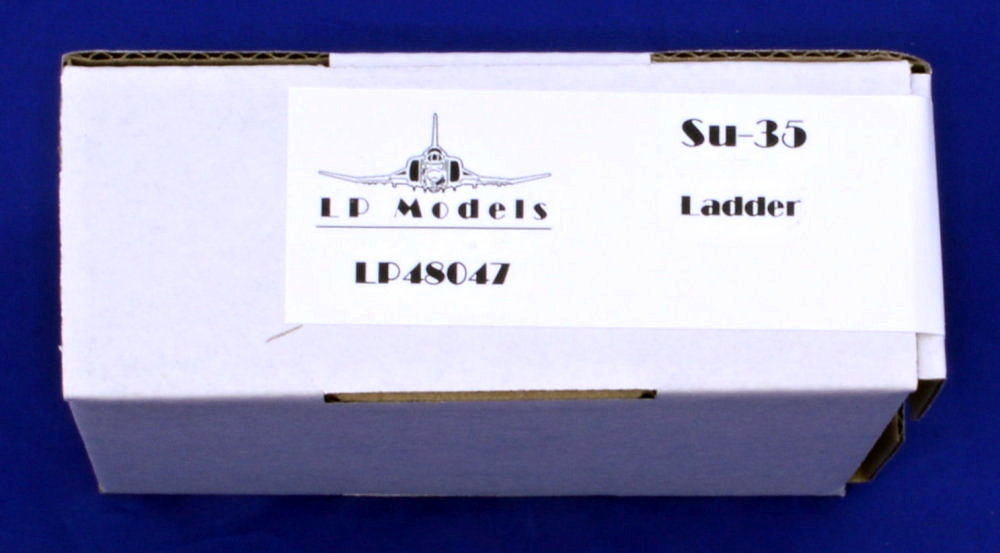 LP Models
LP48047
Su-35
Ladder